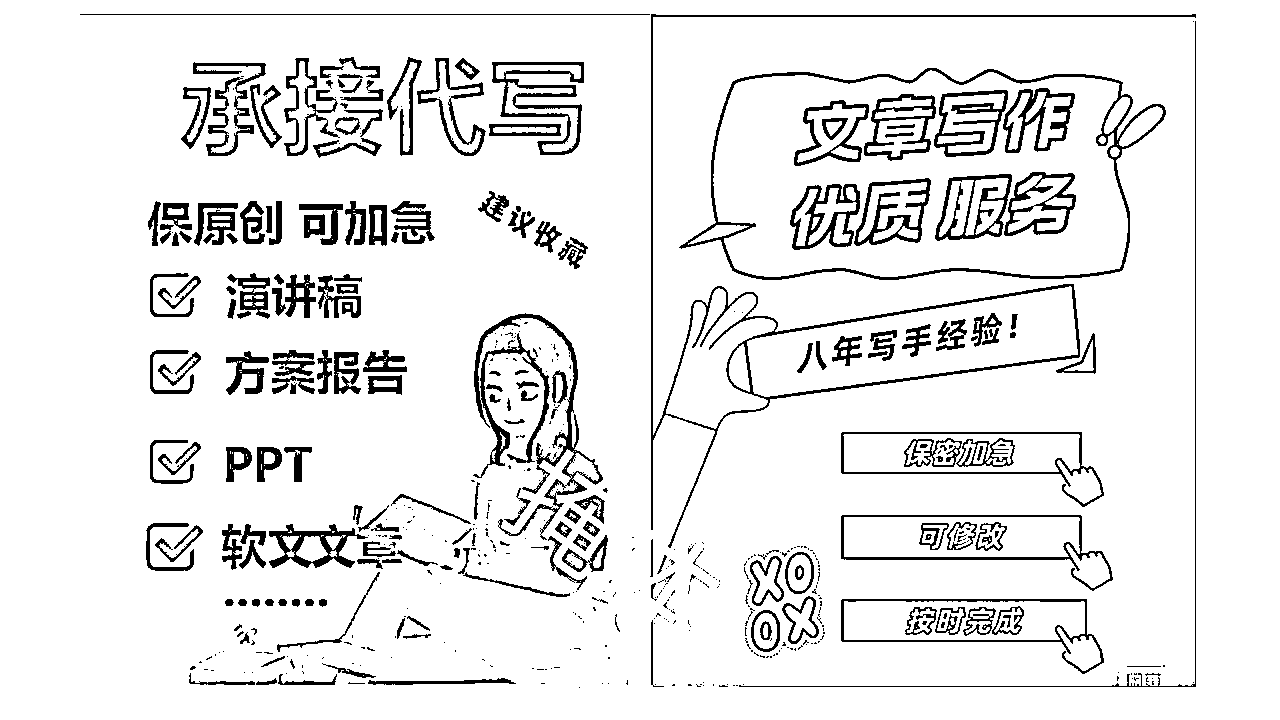 承接代写
保原创 可加急
建议收藏
演讲稿
方案报告
PPT
软文文章
........
文章写作
优质 服务
八年写手经验!
保密加急
可修改
按时完成
XO
OX